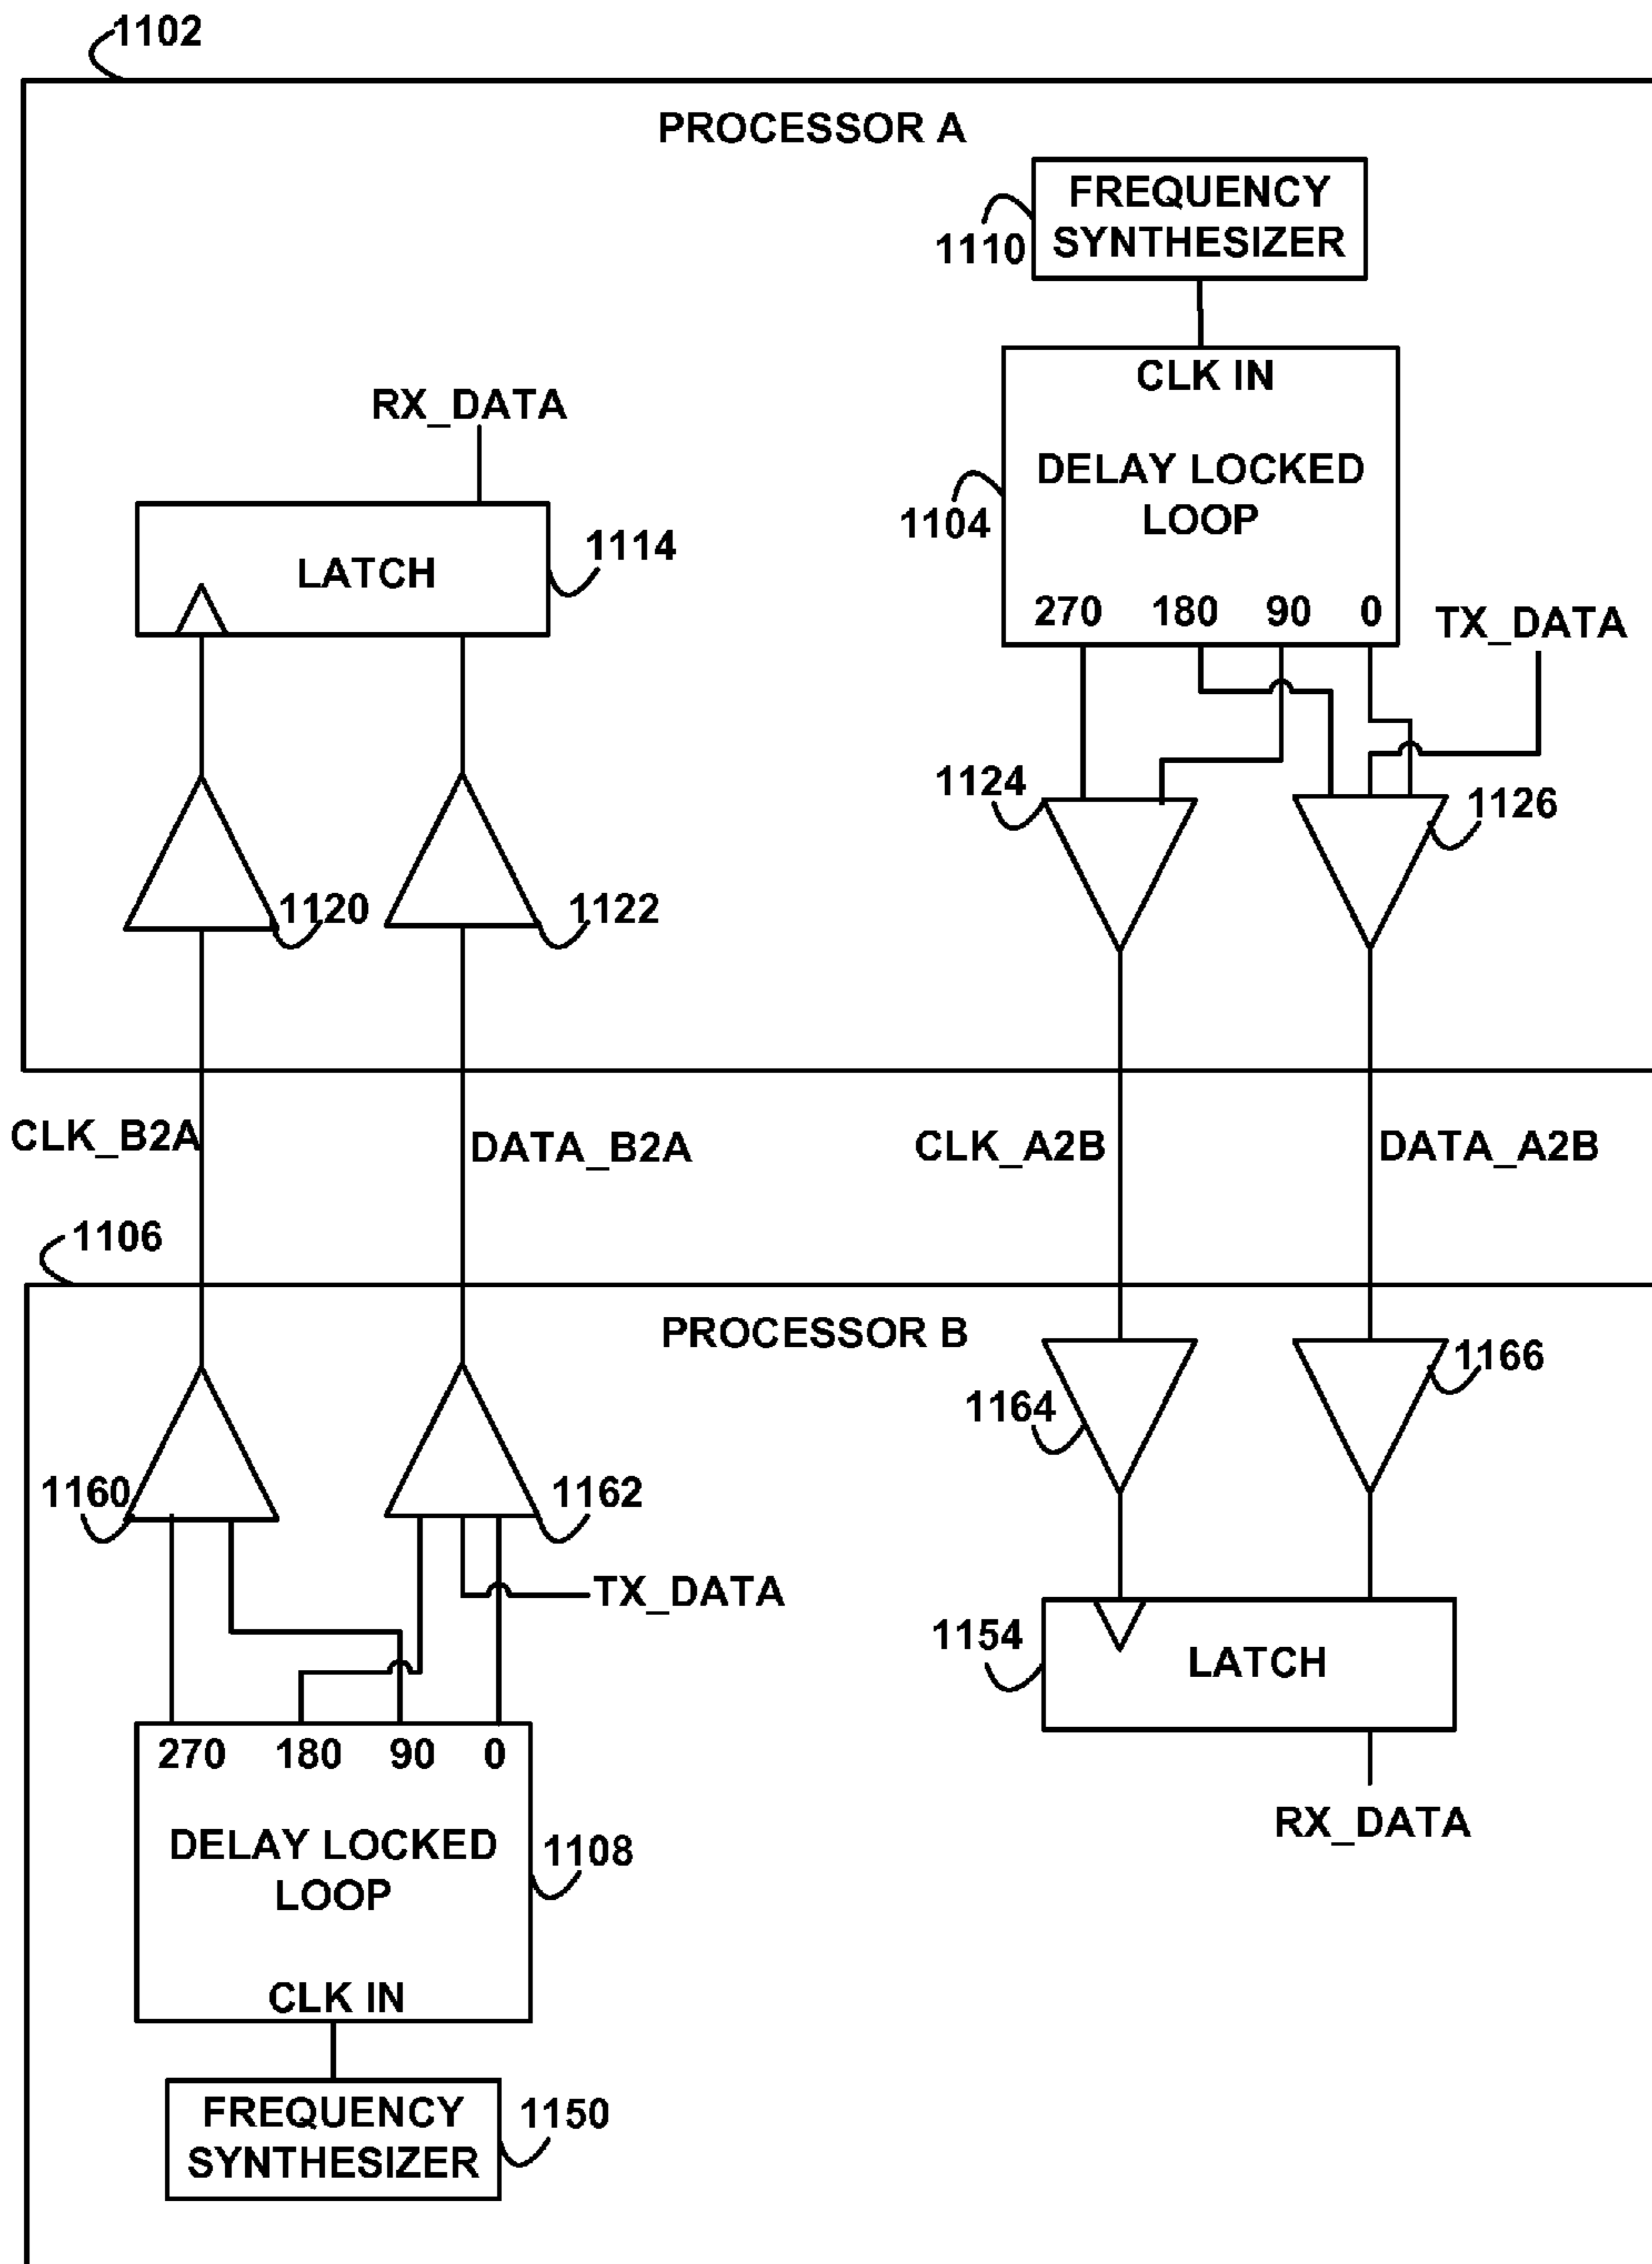 1102
PROCESSOR A
FREQUENCY
SYNTHESIZER
1110
CLK IN
RX_DATA
DELAY LOCKED
LOOP
1104
1114
LATCH
270 180 90 0
TX_DATA
1124
1126
1120
1122
CLK_B2A
DATA_B2A
CLK_A2B
DATA_A2B
1106
PROCESSOR B
1166
1164
1160
1162
TX_DATA
1154
LATCH
270 180 90 0
RX_DATA
DELAY LOCKED
LOOP
1108
CLK IN
FREQUENCY
SYNTHESIZER
1150